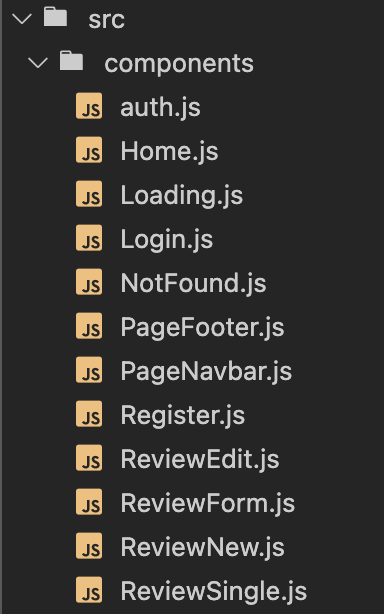 src
components
JS auth.js
JS Home.js
JS Loading.js
JS Login.js
JS NotFound.js
JS PageFooter.js
JS PageNavbar.js
JS Register.js
JS ReviewEdit.js
JS ReviewForm.js
JS ReviewNew.js
JS ReviewSingle.js